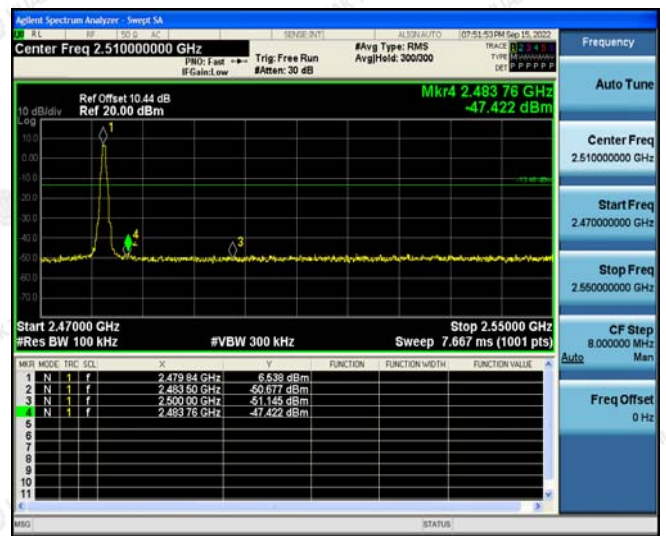 Agilent Spectrum Analyzer - Swept SA
RL RF 50 Ω AC SENSE:INT ALIGN AUTO 07:51:53 PM Sep 15, 2022
Center Freq 2.510000000 GHz
PNO: Fast
IFGain:Low
Trig: Free Run
#Atten: 30 dB
#Avg Type: RMS
Avg|Hold: 300/300
TRACE 1 2 3 4 5 6
TYPE
DET P P P P P P
Mkr4 2.483 76 GHz
-47.422 dBm
Ref Offset 10.44 dB
10 dB/div Ref 20.00 dBm
Log
10.0
0.00
-10.0
-20.0
-30.0
-40.0
-50.0
-60.0
-70.0
1
4
2
3
Start 2.47000 GHz Stop 2.55000 GHz
#Res BW 100 kHz #VBW 300 kHz Sweep 7.667 ms (1001 pts)
MKR MODE TRC SCL X Y FUNCTION FUNCTION WIDTH FUNCTION VALUE
1 N 1 f 2.479 84 GHz 6.538 dBm
2 N 1 f 2.483 50 GHz -50.677 dBm
3 N 1 f 2.500 00 GHz -51.145 dBm
4 N 1 f 2.483 76 GHz -47.422 dBm
5
6
7
8
9
10
11
MSG STATUS
Frequency
Auto Tune
Center Freq
2.510000000 GHz
Start Freq
2.470000000 GHz
Stop Freq
2.550000000 GHz
CF Step
8.000000 MHz
Auto Man
Freq Offset
0 Hz